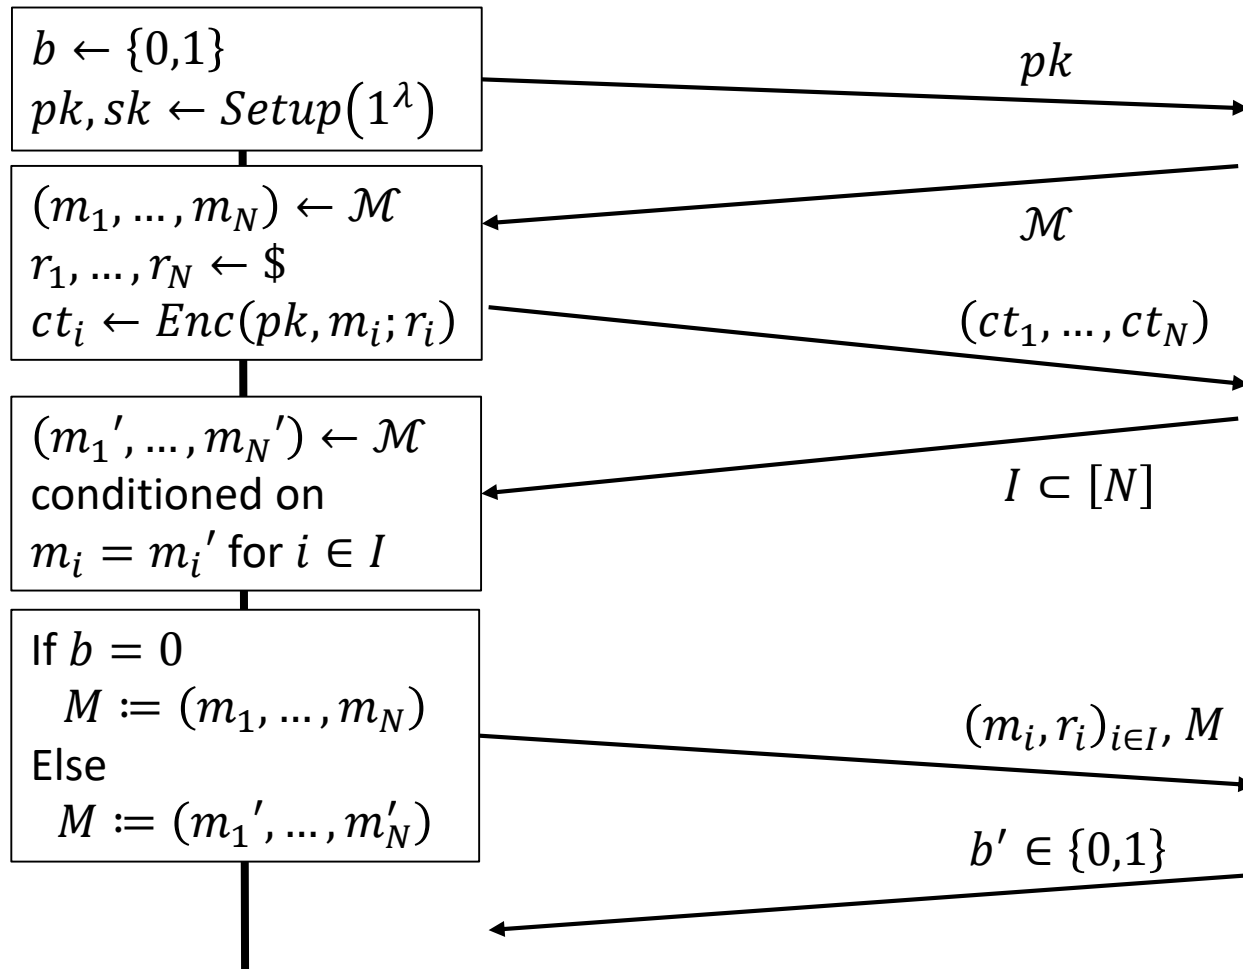 b ← {0,1}
pk, sk ← Setup(1^λ)
pk
(m_1, …, m_N) ← ℳ
r_1, …, r_N ← $
ct_i ← Enc(pk, m_i; r_i)
ℳ
(ct_1, …, ct_N)
(m_1′, …, m_N′) ← ℳ
conditioned on
m_i = m_i′ for i ∈ I
I ⊂ [N]
If b = 0
M ≔ (m_1, …, m_N)
Else
M ≔ (m_1′, …, m′_N)
(m_i, r_i)_{i∈I}, M
b′ ∈ {0,1}